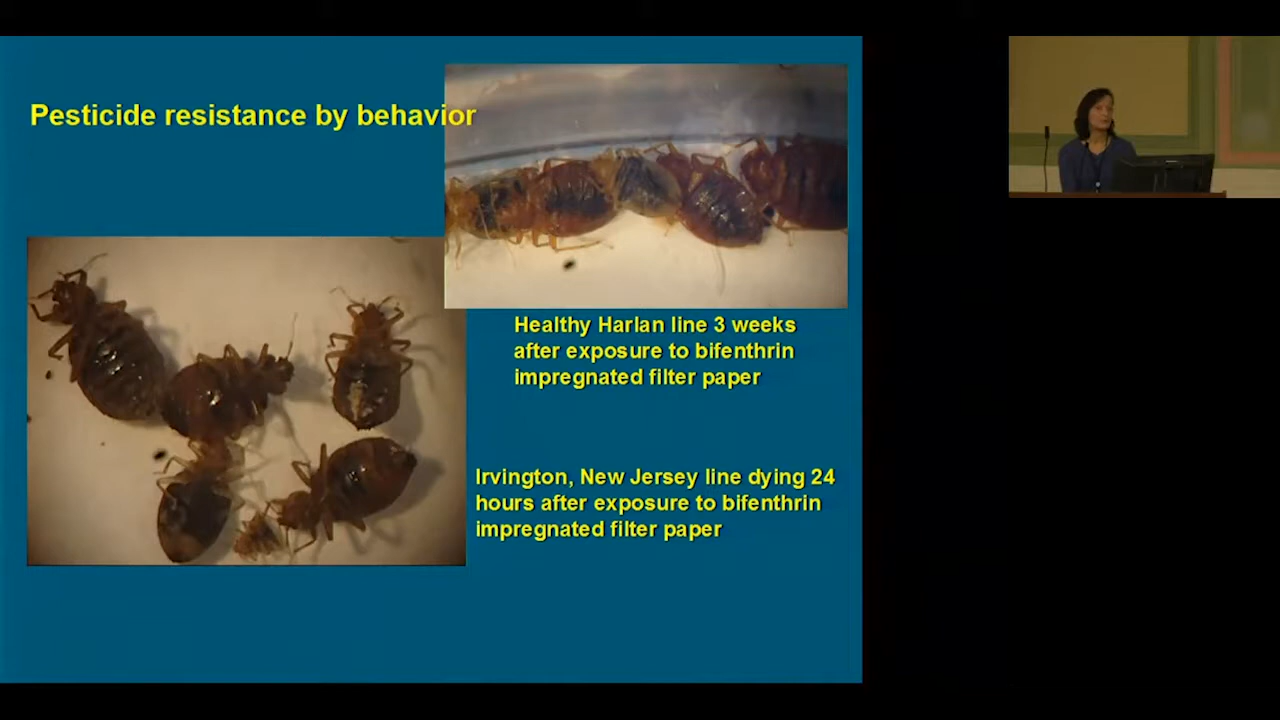 Pesticide resistance by behavior
Healthy Harlan line 3 weeks
after exposure to bifenthrin
impregnated filter paper
Irvington, New Jersey line dying 24
hours after exposure to bifenthrin
impregnated filter paper